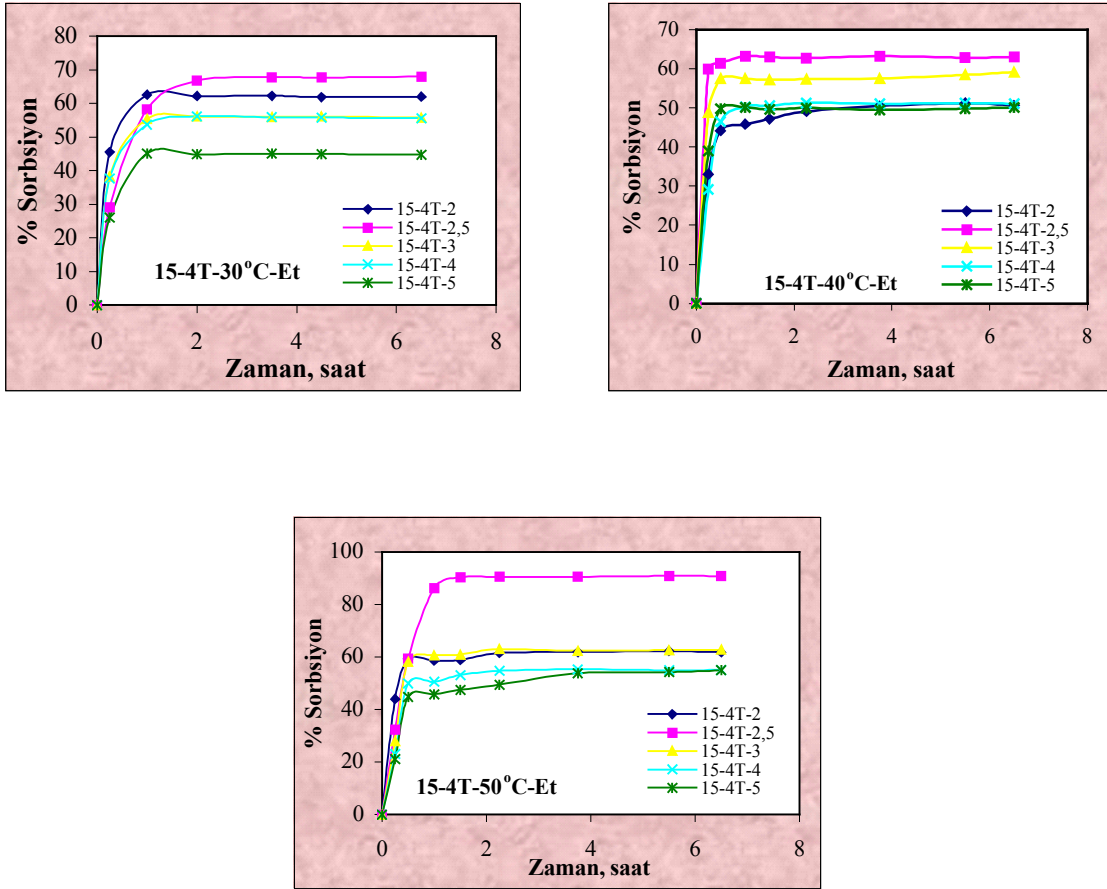 80
70
60
50
40
30
20
10
0
% Sorbsiyon
0 2 4 6 8
Zaman, saat
15-4T-30°C-Et
15-4T-2
15-4T-2,5
15-4T-3
15-4T-4
15-4T-5
70
60
50
40
30
20
10
0
% Sorbsiyon
0 2 4 6 8
Zaman, saat
15-4T-40°C-Et
15-4T-2
15-4T-2,5
15-4T-3
15-4T-4
15-4T-5
100
80
60
40
20
0
% Sorbsiyon
0 2 4 6 8
Zaman, saat
15-4T-50°C-Et
15-4T-2
15-4T-2,5
15-4T-3
15-4T-4
15-4T-5